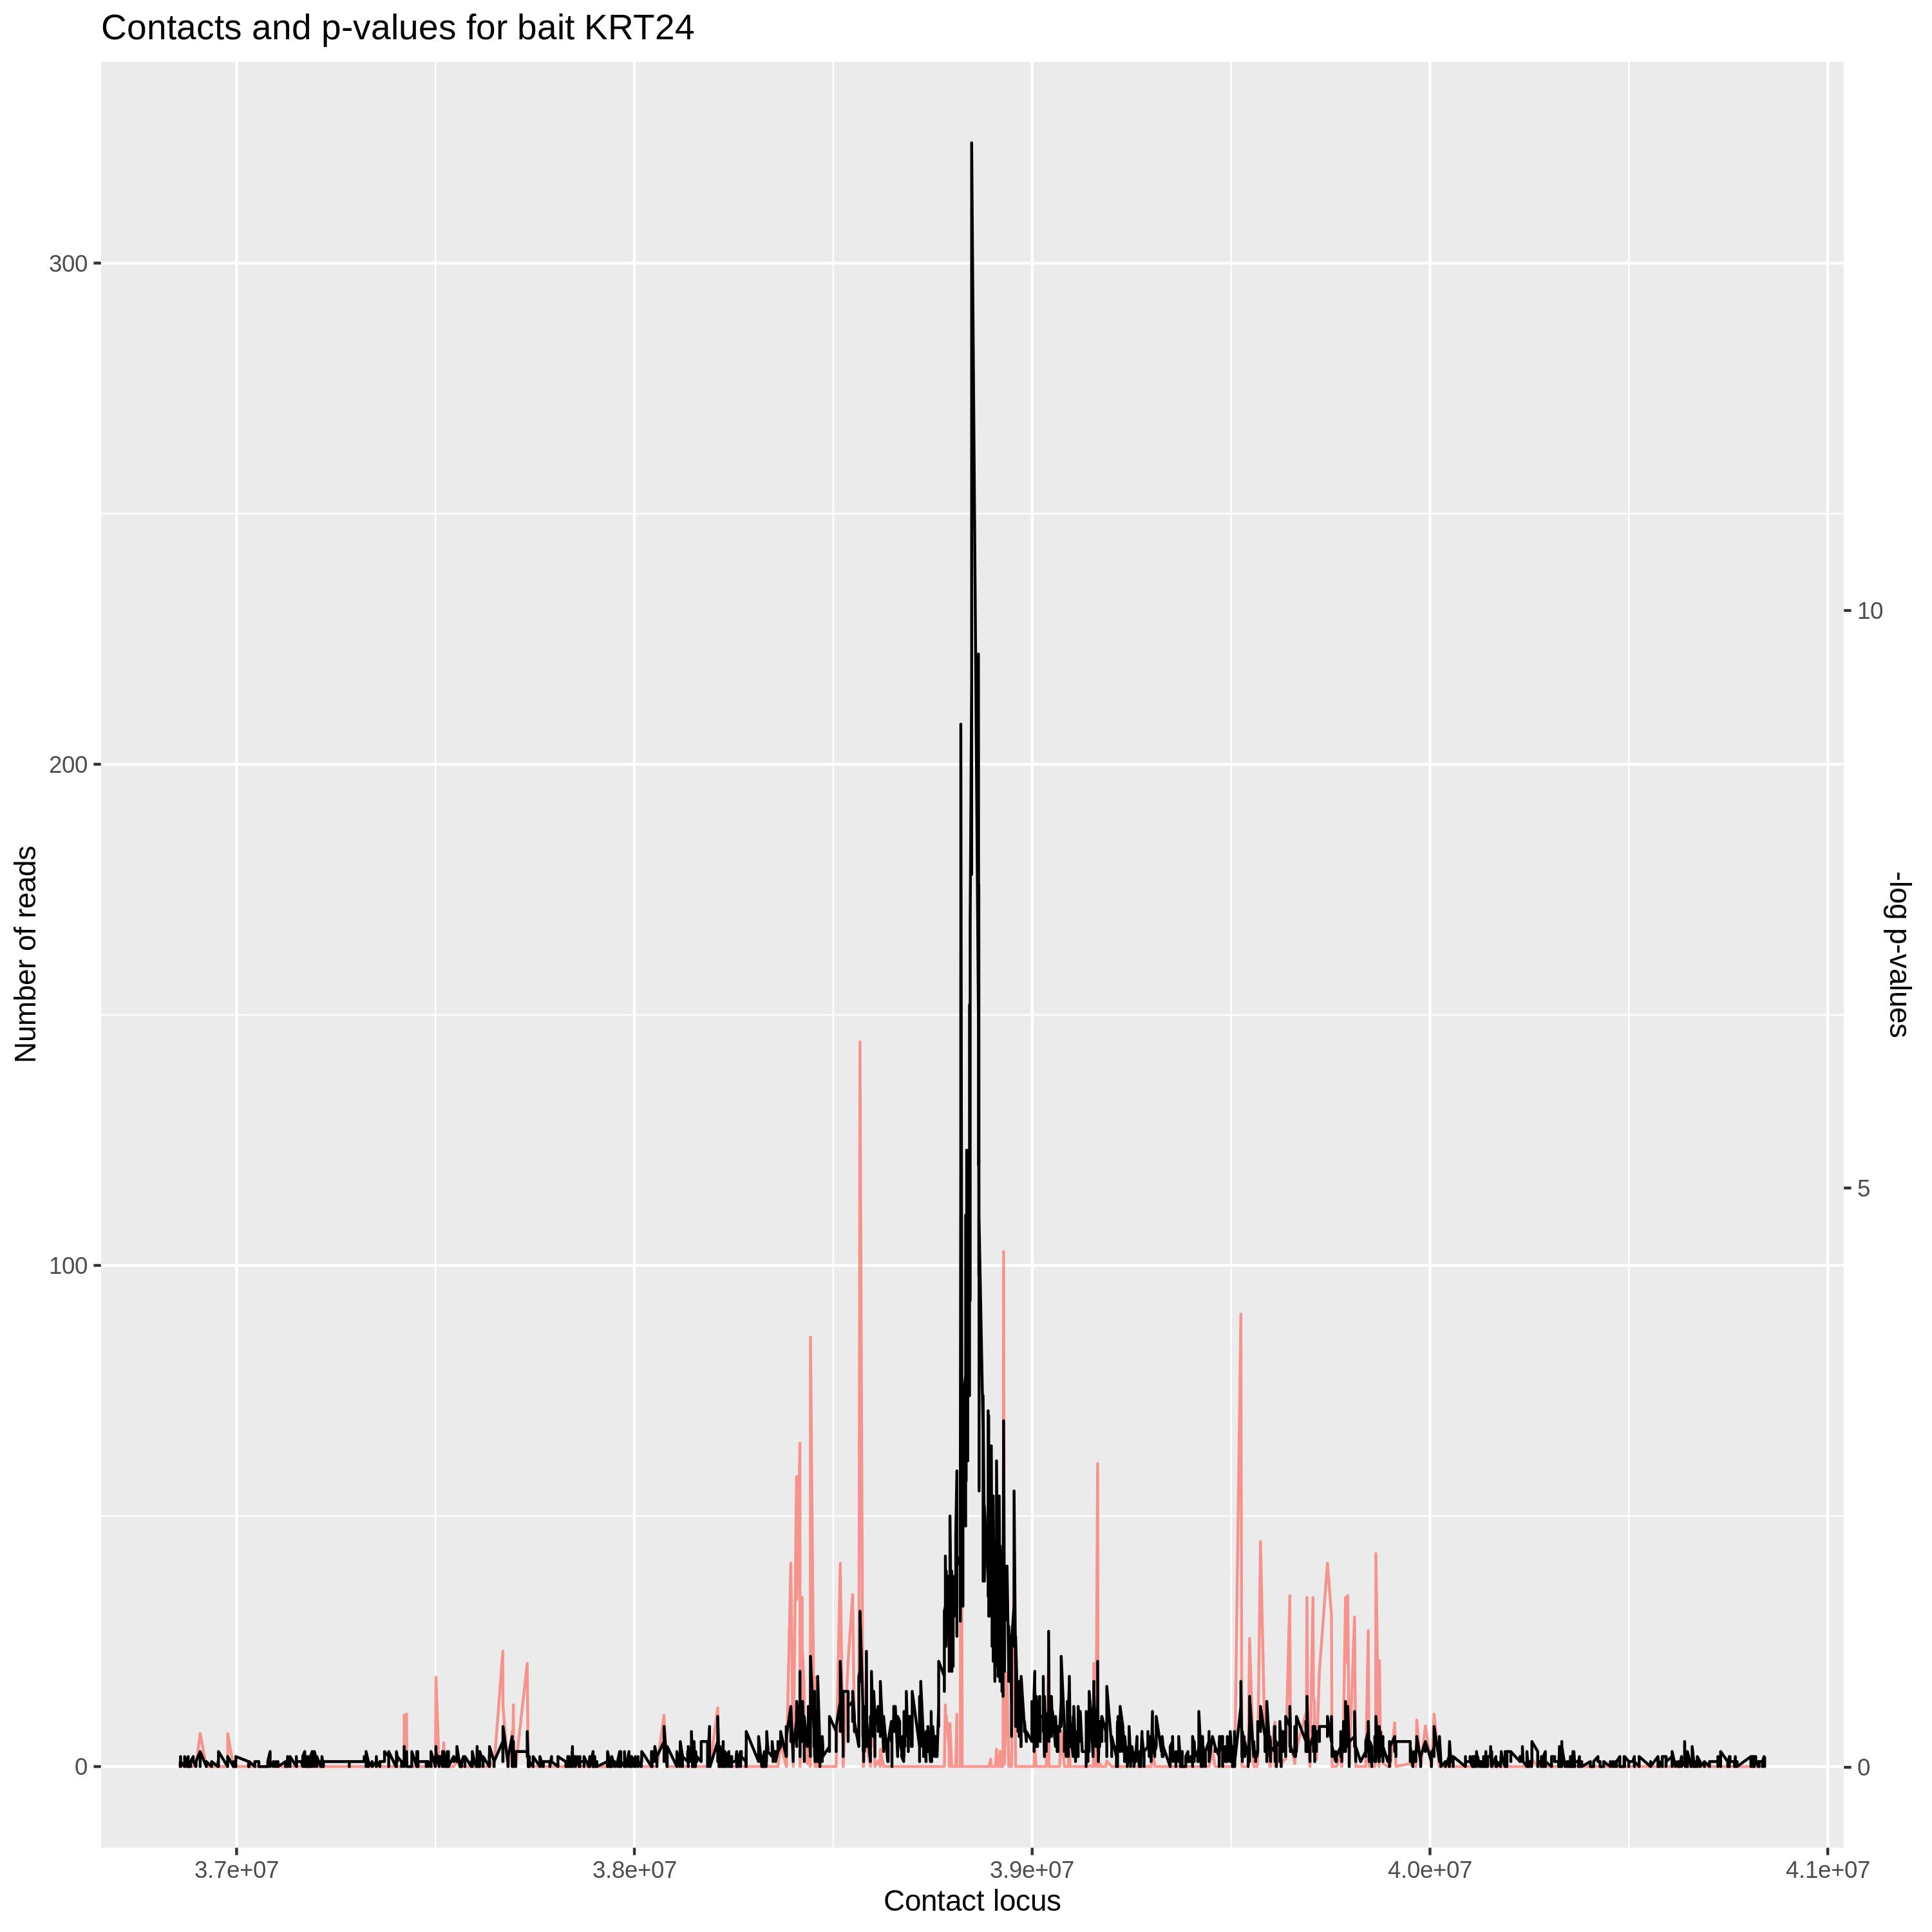 Contacts and p-values for bait KRT24
Number of reads
300
200
100
0
10
5
0
-log p-values
3.7e+07
3.8e+07
3.9e+07
4.0e+07
4.1e+07
Contact locus